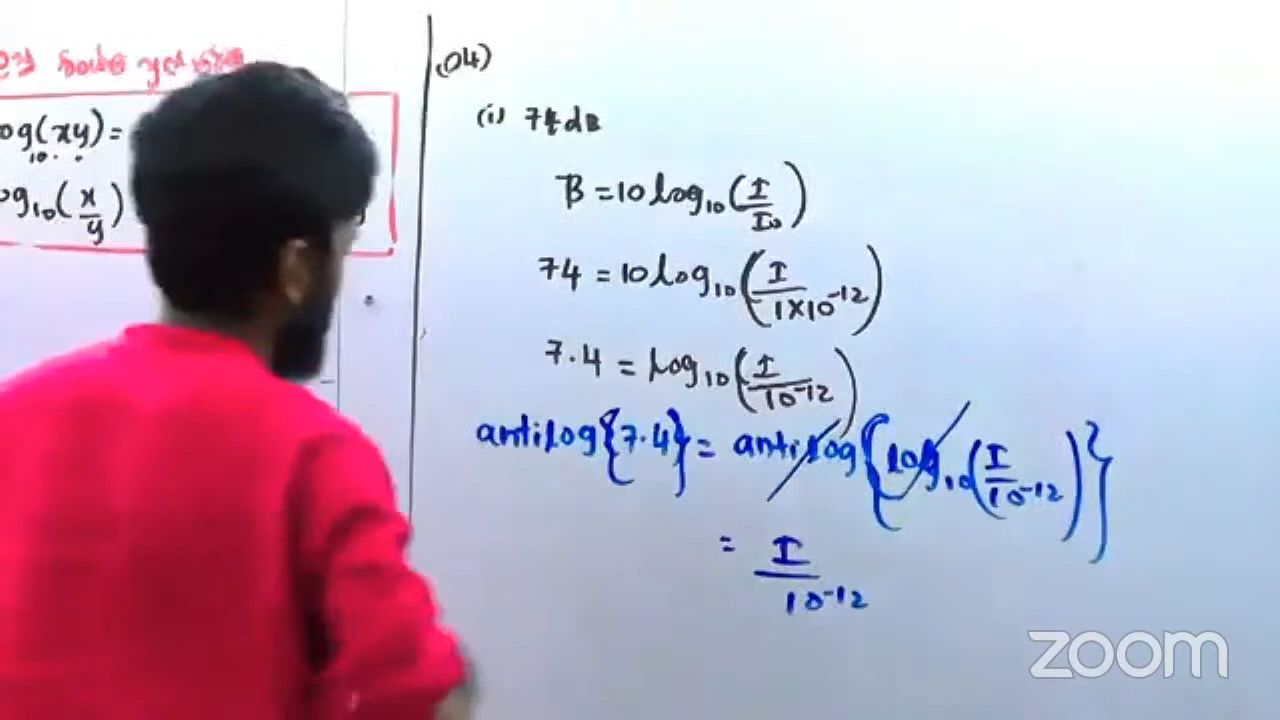 log(xy)=
10
log₁₀(x/y)
(04)
(i) 74dB
B = 10 log₁₀(I/I₀)
74 = 10 log₁₀(I/1×10⁻¹²)
7.4 = log₁₀(I/10⁻¹²)
antilog{7.4} = antilog{log₁₀(I/10⁻¹²)}
= I/10⁻¹²
zoom